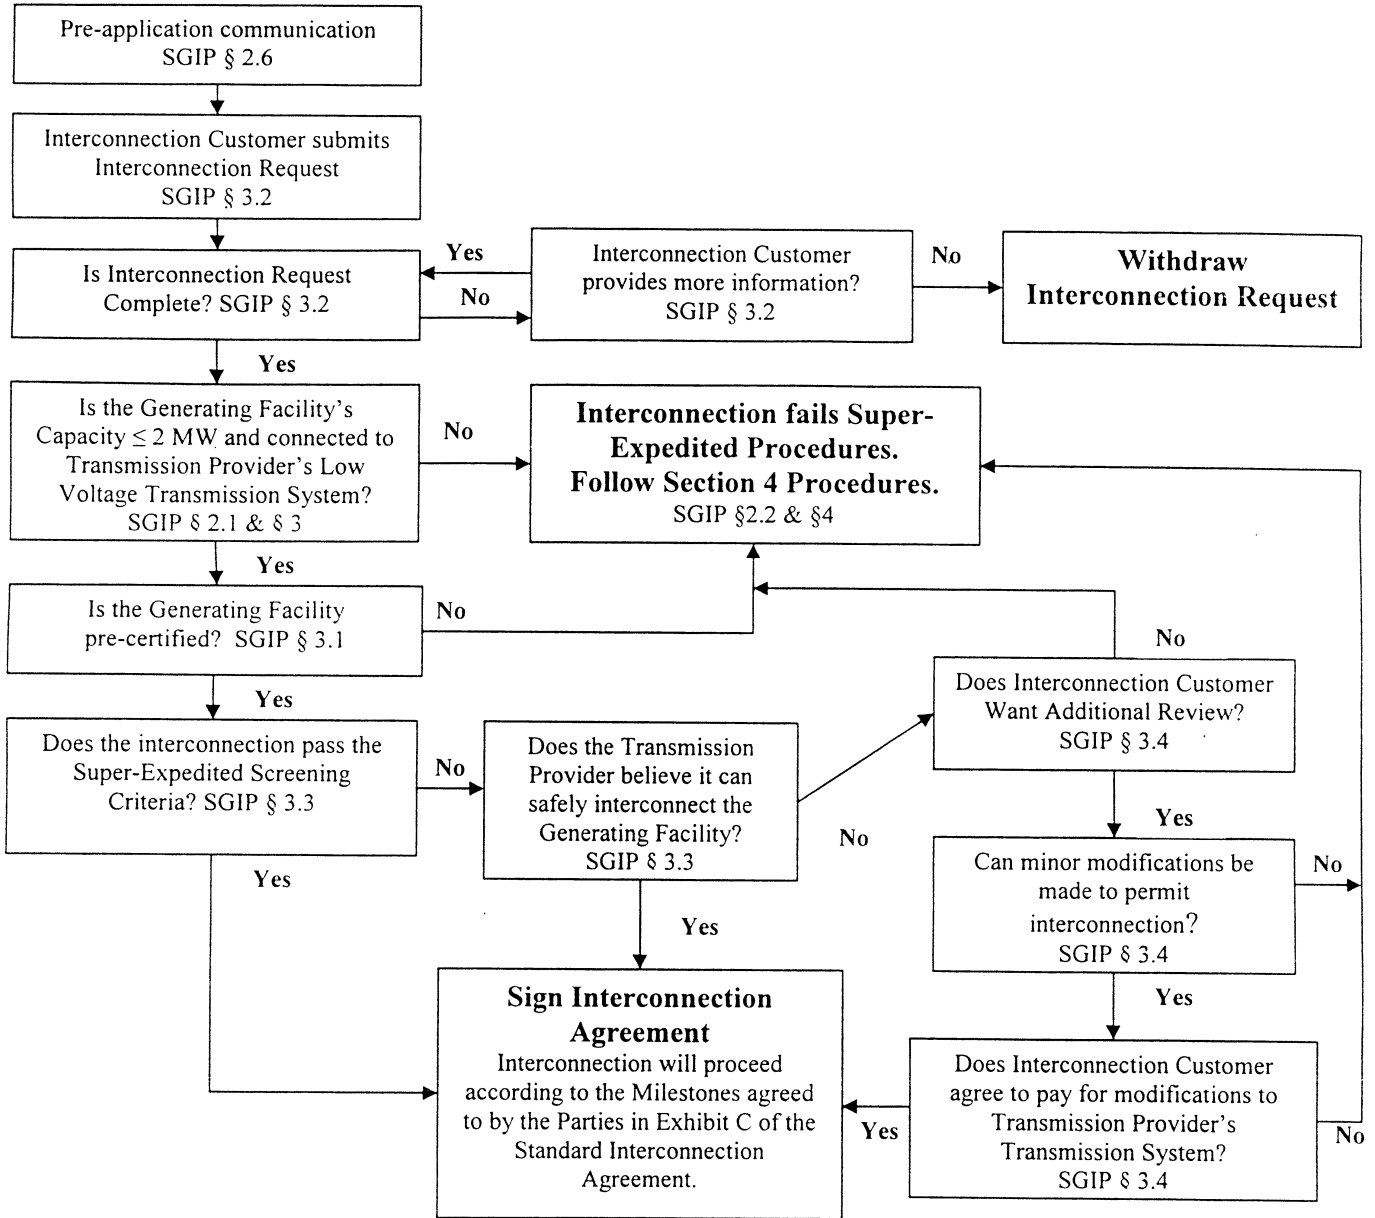 Pre-application communication
SGIP § 2.6
Interconnection Customer submits
Interconnection Request
SGIP § 3.2
Is Interconnection Request
Complete? SGIP § 3.2
Yes
No
Interconnection Customer
provides more information?
SGIP § 3.2
No
Withdraw
Interconnection Request
Yes
Is the Generating Facility's
Capacity ≤ 2 MW and connected to
Transmission Provider's Low
Voltage Transmission System?
SGIP § 2.1 & § 3
No
Interconnection fails Super-
Expedited Procedures.
Follow Section 4 Procedures.
SGIP §2.2 & §4
Yes
Is the Generating Facility
pre-certified? SGIP § 3.1
No
Yes
Does the interconnection pass the
Super-Expedited Screening
Criteria? SGIP § 3.3
No
Does the Transmission
Provider believe it can
safely interconnect the
Generating Facility?
SGIP § 3.3
No
No
Does Interconnection Customer
Want Additional Review?
SGIP § 3.4
Yes
Can minor modifications be
made to permit
interconnection?
SGIP § 3.4
No
Yes
Yes
Yes
Sign Interconnection
Agreement
Interconnection will proceed
according to the Milestones agreed
to by the Parties in Exhibit C of the
Standard Interconnection
Agreement.
Yes
Does Interconnection Customer
agree to pay for modifications to
Transmission Provider's
Transmission System?
SGIP § 3.4
No